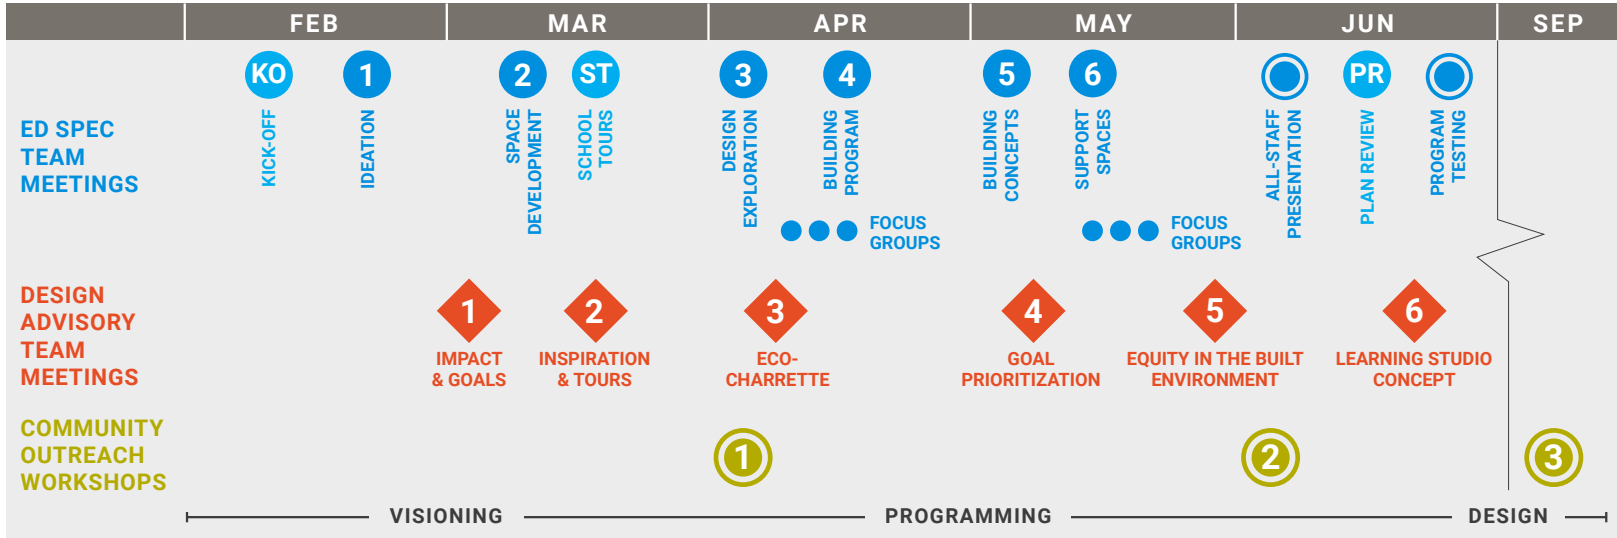 FEB MAR APR MAY JUN SEP
ED SPEC
TEAM
MEETINGS
KO
KICK-OFF
1
IDEATION
2
SPACE
DEVELOPMENT
ST
SCHOOL
TOURS
3
DESIGN
EXPLORATION
4
BUILDING
PROGRAM
FOCUS
GROUPS
5
BUILDING
CONCEPTS
6
SUPPORT
SPACES
FOCUS
GROUPS
ALL-STAFF
PRESENTATION
PR
PLAN REVIEW
PROGRAM
TESTING
DESIGN
ADVISORY
TEAM
MEETINGS
1
IMPACT
& GOALS
2
INSPIRATION
& TOURS
3
ECO-
CHARRETTE
4
GOAL
PRIORITIZATION
5
EQUITY IN THE BUILT
ENVIRONMENT
6
LEARNING STUDIO
CONCEPT
COMMUNITY
OUTREACH
WORKSHOPS
1
2
3
VISIONING PROGRAMMING DESIGN